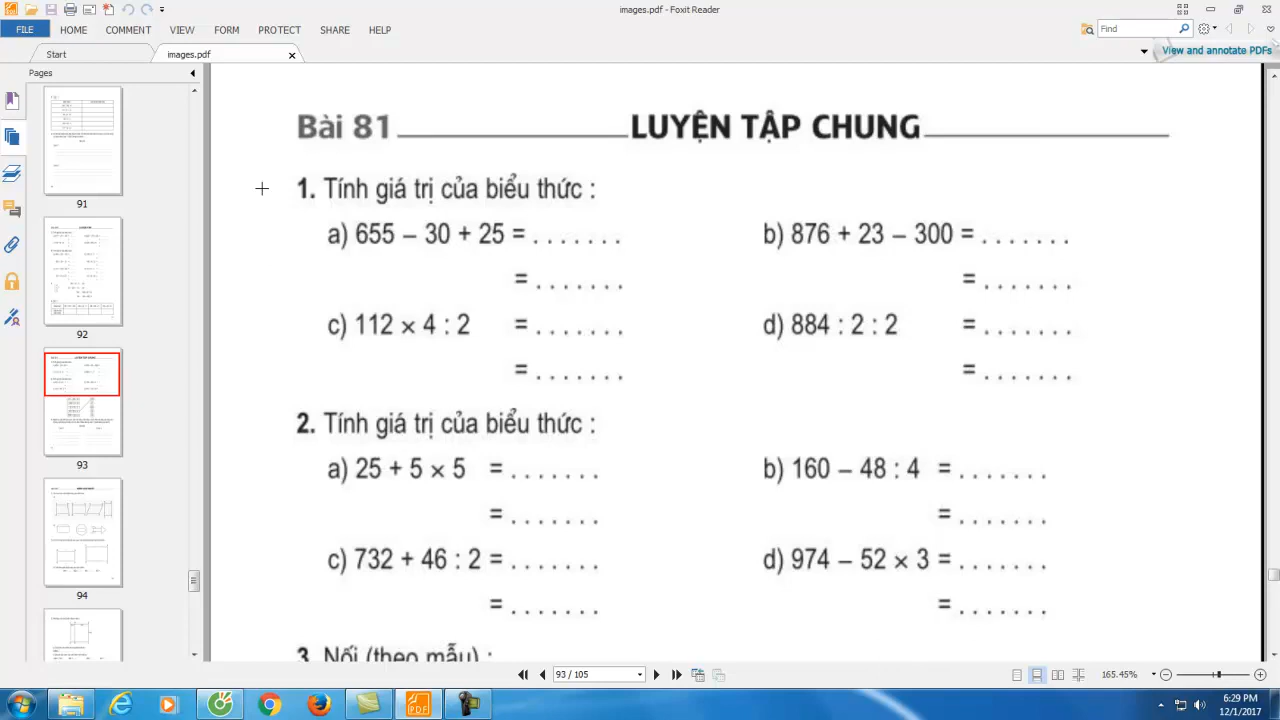 images.pdf - Foxit Reader
FILE HOME COMMENT VIEW FORM PROTECT SHARE HELP
Find
Start images.pdf
View and annotate PDFs
Pages
91
92
93
94
Bài 81 LUYỆN TẬP CHUNG
1. Tính giá trị của biểu thức :
a) 655 – 30 + 25 = . . . . . . . b) 876 + 23 – 300 = . . . . . . .
= . . . . . . . = . . . . . . .
c) 112 × 4 : 2 = . . . . . . . d) 884 : 2 : 2 = . . . . . . .
= . . . . . . . = . . . . . . .
2. Tính giá trị của biểu thức :
a) 25 + 5 × 5 = . . . . . . . b) 160 – 48 : 4 = . . . . . . .
= . . . . . . . = . . . . . . .
c) 732 + 46 : 2 = . . . . . . . d) 974 – 52 × 3 = . . . . . . .
= . . . . . . . = . . . . . . .
3. Nối (theo mẫu) :
93 / 105
165.45%
6:29 PM
12/1/2017